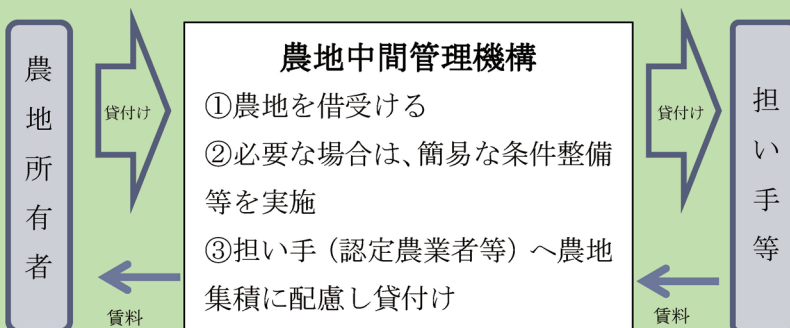 農地所有者
貸付け
賃料
農地中間管理機構
①農地を借受ける
②必要な場合は、簡易な条件整備
等を実施
③担い手（認定農業者等）へ農地
集積に配慮し貸付け
貸付け
賃料
担い手等